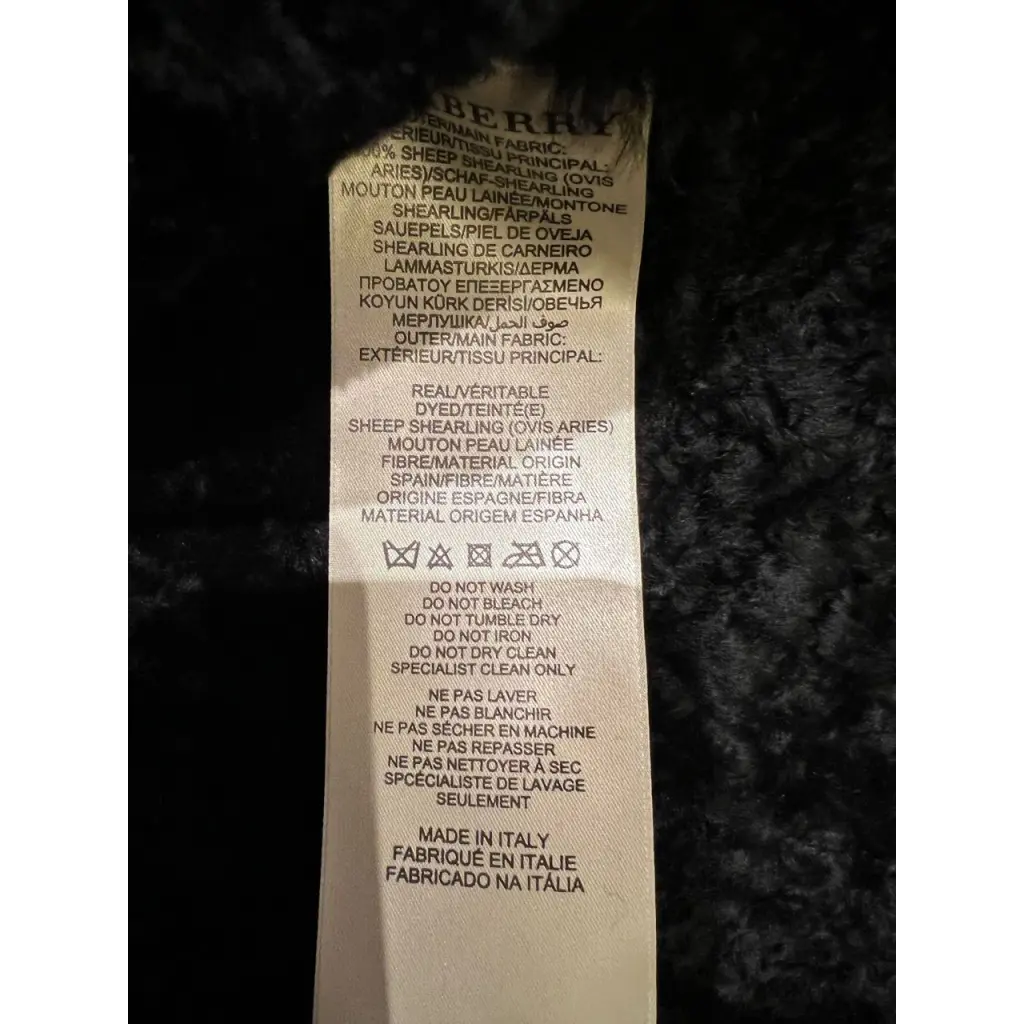 BERRY
OUTER/MAIN FABRIC:
EXTÉRIEUR/TISSU PRINCIPAL:
100% SHEEP SHEARLING (OVIS
ARIES)/SCHAF-SHEARLING
MOUTON PEAU LAINÉE/MONTONE
SHEARLING/FÅRPÄLS
SAUEPELS/PIEL DE OVEJA
SHEARLING DE CARNEIRO
LAMMASTURKIS/ΔΕΡΜΑ
ΠΡΟΒΑΤΟΥ ΕΠΕΞΕΡΓΑΣΜΕΝΟ
KOYUN KÜRK DERİSİ/ОВЕЧЬЯ
МЕРЛУШКА/صوف الحمل
OUTER/MAIN FABRIC:
EXTÉRIEUR/TISSU PRINCIPAL:
REAL/VÉRITABLE
DYED/TEINTÉ(E)
SHEEP SHEARLING (OVIS ARIES)
MOUTON PEAU LAINÉE
FIBRE/MATERIAL ORIGIN
SPAIN/FIBRE/MATIÈRE
ORIGINE ESPAGNE/FIBRA
MATERIAL ORIGEM ESPANHA
DO NOT WASH
DO NOT BLEACH
DO NOT TUMBLE DRY
DO NOT IRON
DO NOT DRY CLEAN
SPECIALIST CLEAN ONLY
NE PAS LAVER
NE PAS BLANCHIR
NE PAS SÉCHER EN MACHINE
NE PAS REPASSER
NE PAS NETTOYER À SEC
SPCÉCIALISTE DE LAVAGE
SEULEMENT
MADE IN ITALY
FABRIQUÉ EN ITALIE
FABRICADO NA ITÁLIA